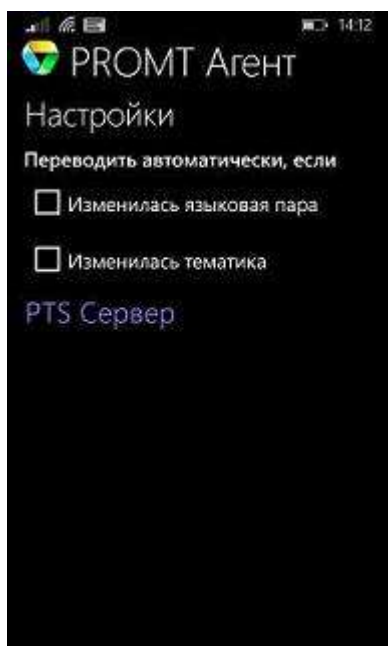 14:12
PROMT Агент
Настройки
Переводить автоматически, если
Изменилась языковая пара
Изменилась тематика
PTS Сервер